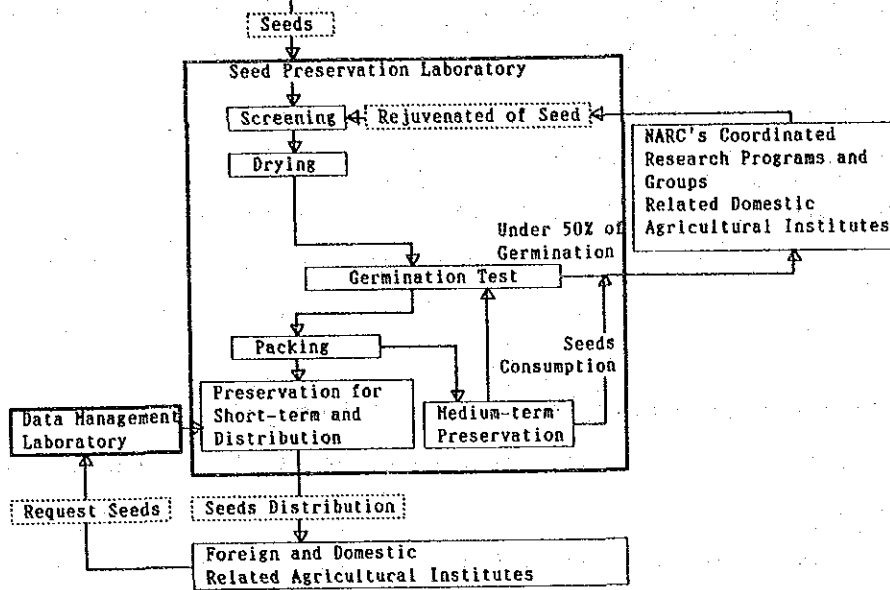 Seeds
Seed Preservation Laboratory
Screening
Rejuvenated of Seed
Drying
NARC's Coordinated
Research Programs and
Groups
Related Domestic
Agricultural Institutes
Under 50% of
Germination
Germination Test
Packing
Seeds
Consumption
Preservation for
Short-term and
Distribution
Medium-term
Preservation
Data Management
Laboratory
Request Seeds
Seeds Distribution
Foreign and Domestic
Related Agricultural Institutes